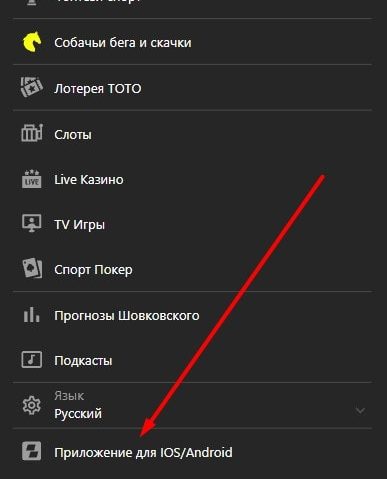 Собачьи бега и скачки
Лотерея ТОТО
Слоты
LIVE
Live Казино
TV Игры
Спорт Покер
Прогнозы Шовковского
Подкасты
Язык
Русский
Приложение для IOS/Android